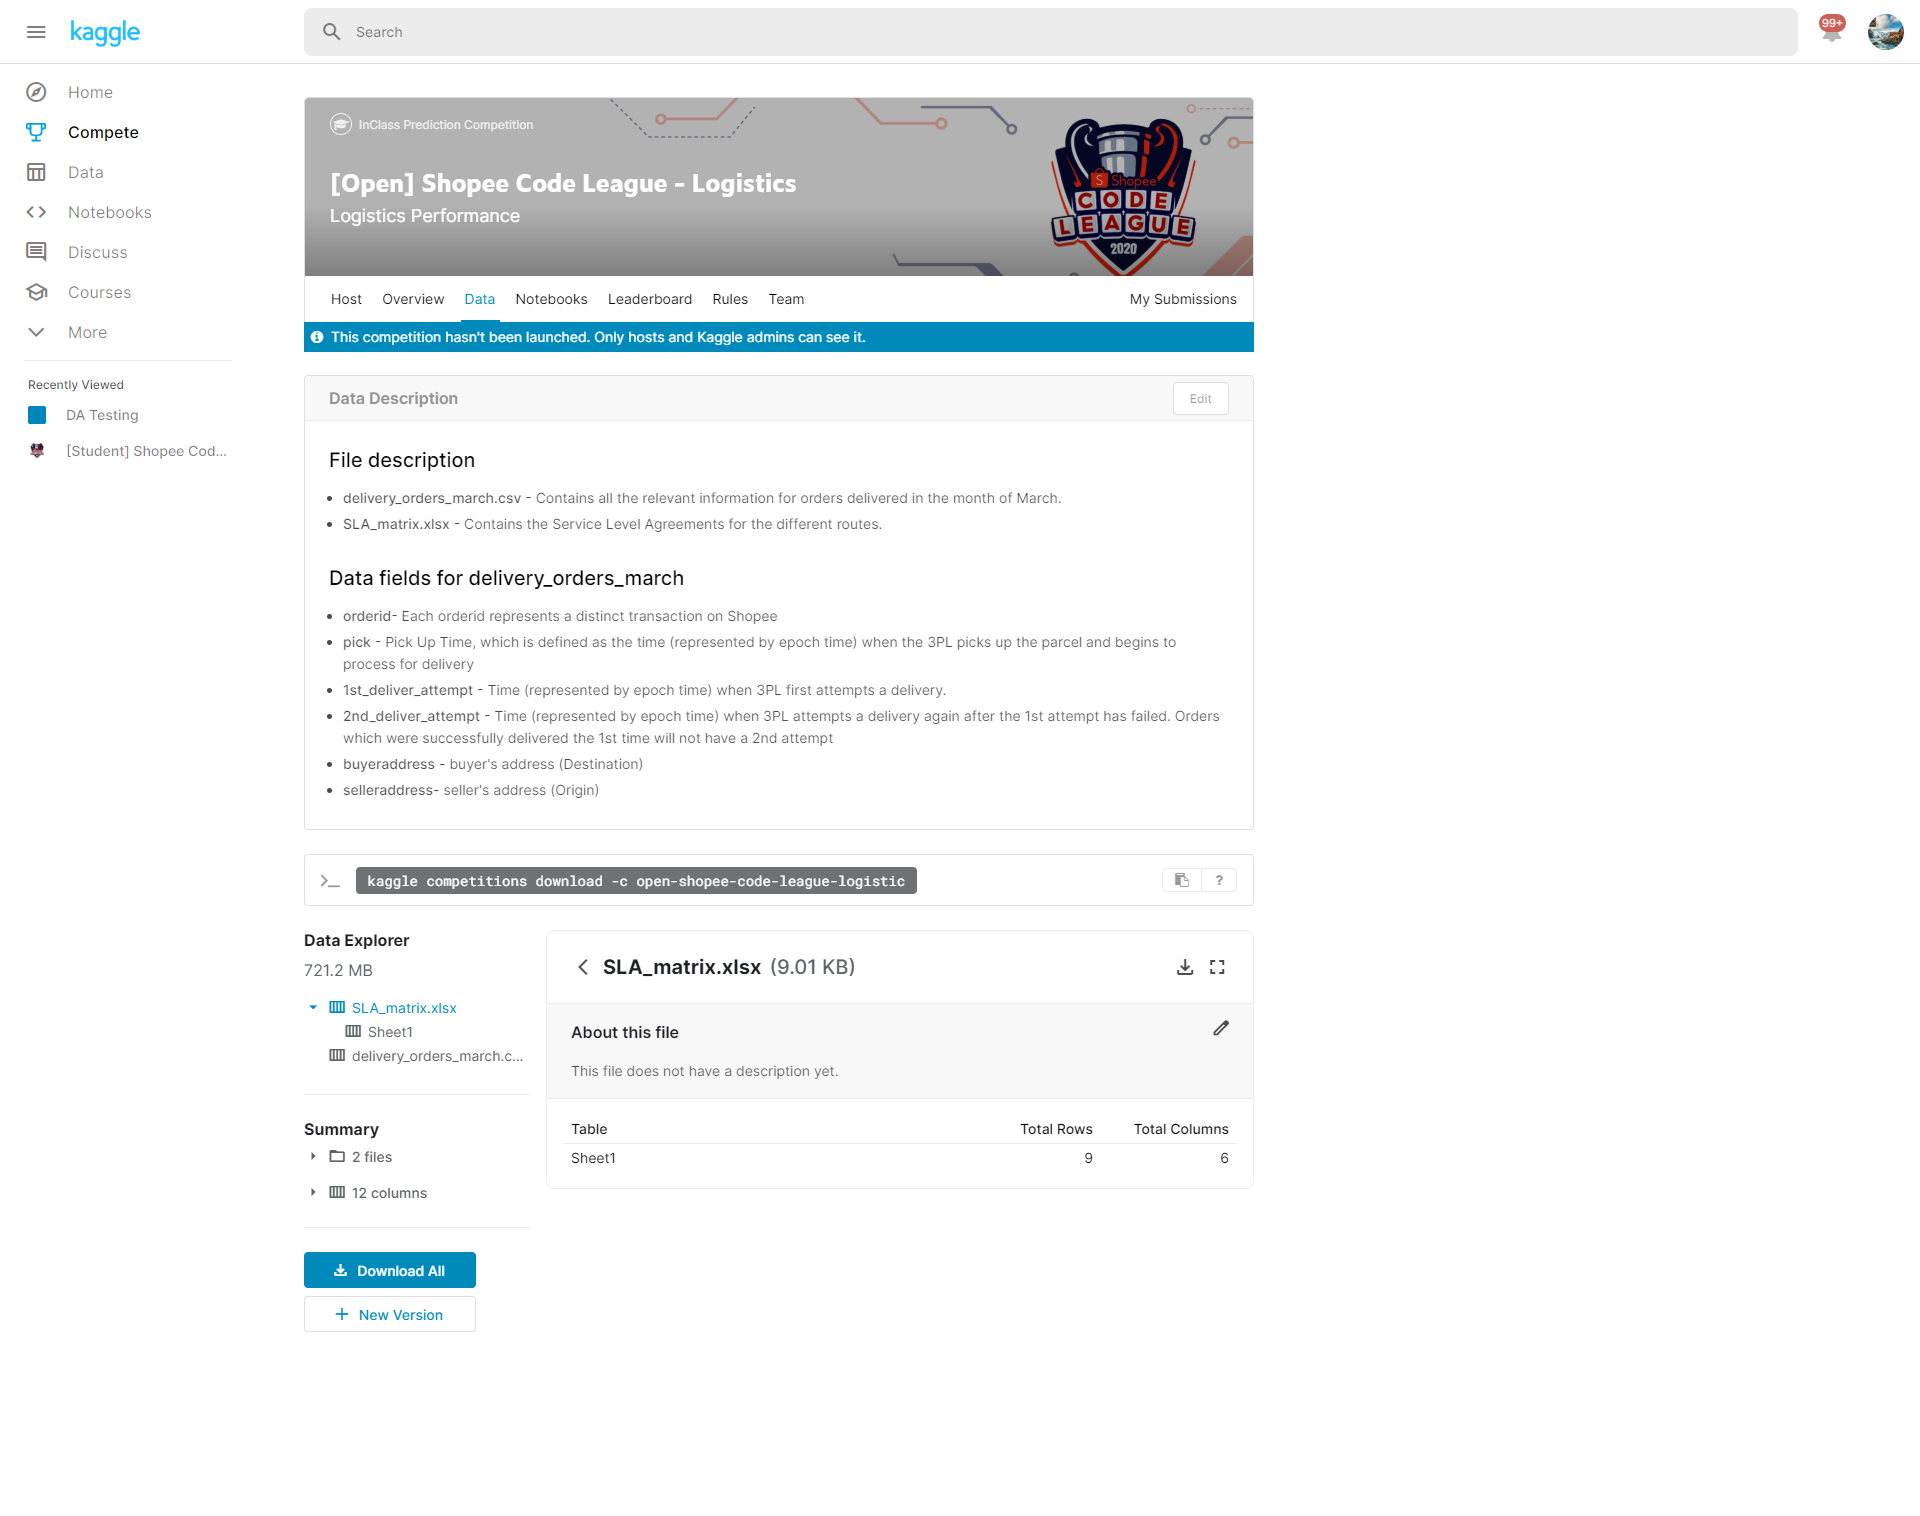 kaggle
Search
99+
Home
Compete
Data
Notebooks
Discuss
Courses
More
Recently Viewed
DA Testing
[Student] Shopee Cod...
InClass Prediction Competition
[Open] Shopee Code League - Logistics
Logistics Performance
S Shopee
CODE
LEAGUE
2020
Host Overview Data Notebooks Leaderboard Rules Team My Submissions
This competition hasn't been launched. Only hosts and Kaggle admins can see it.
Data Description
Edit
File description
delivery_orders_march.csv - Contains all the relevant information for orders delivered in the month of March.
SLA_matrix.xlsx - Contains the Service Level Agreements for the different routes.
Data fields for delivery_orders_march
orderid- Each orderid represents a distinct transaction on Shopee
pick - Pick Up Time, which is defined as the time (represented by epoch time) when the 3PL picks up the parcel and begins to
process for delivery
1st_deliver_attempt - Time (represented by epoch time) when 3PL first attempts a delivery.
2nd_deliver_attempt - Time (represented by epoch time) when 3PL attempts a delivery again after the 1st attempt has failed. Orders
which were successfully delivered the 1st time will not have a 2nd attempt
buyeraddress - buyer's address (Destination)
selleraddress- seller's address (Origin)
>_ kaggle competitions download -c open-shopee-code-league-logistic
?
Data Explorer
721.2 MB
SLA_matrix.xlsx
Sheet1
delivery_orders_march.c...
Summary
2 files
12 columns
Download All
+ New Version
SLA_matrix.xlsx (9.01 KB)
About this file
This file does not have a description yet.
Table Total Rows Total Columns
Sheet1 9 6